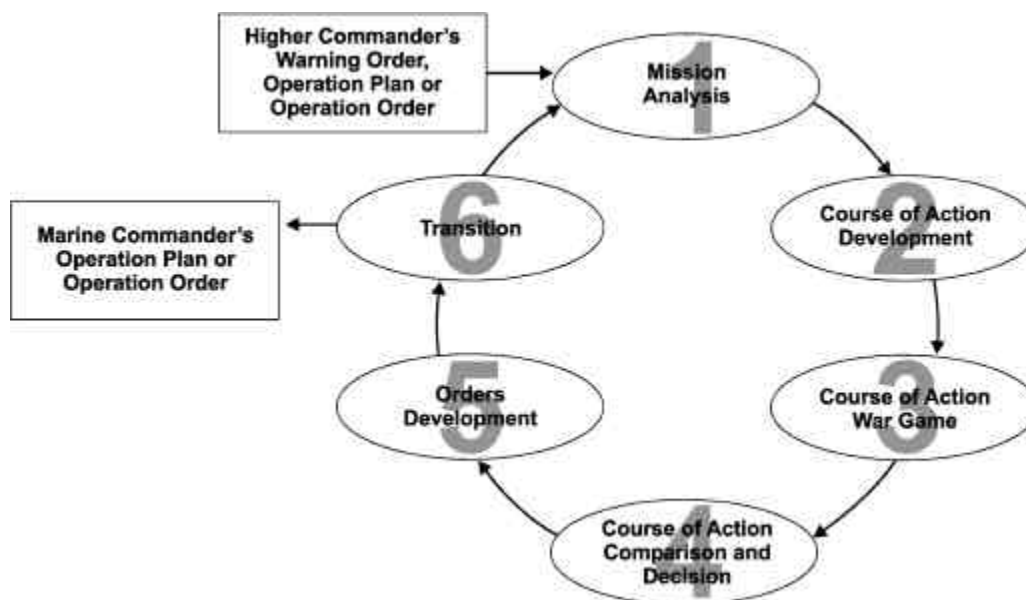 Higher Commander's
Warning Order,
Operation Plan or
Operation Order
1
Mission
Analysis
2
Course of Action
Development
3
Course of Action
War Game
4
Course of Action
Comparison and
Decision
5
Orders
Development
6
Transition
Marine Commander's
Operation Plan or
Operation Order